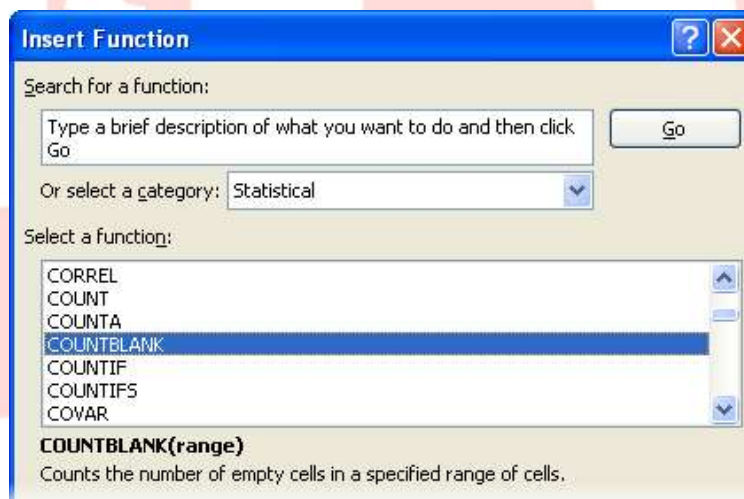 Insert Function
Search for a function:
Type a brief description of what you want to do and then click
Go
Go
Or select a category: Statistical
Select a function:
CORREL
COUNT
COUNTA
COUNTBLANK
COUNTIF
COUNTIFS
COVAR
COUNTBLANK(range)
Counts the number of empty cells in a specified range of cells.